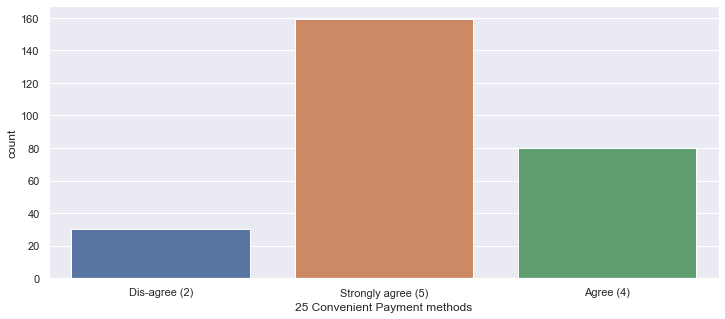 160
140
120
100
80
60
40
20
0
count
Dis-agree (2)
Strongly agree (5)
Agree (4)
25 Convenient Payment methods